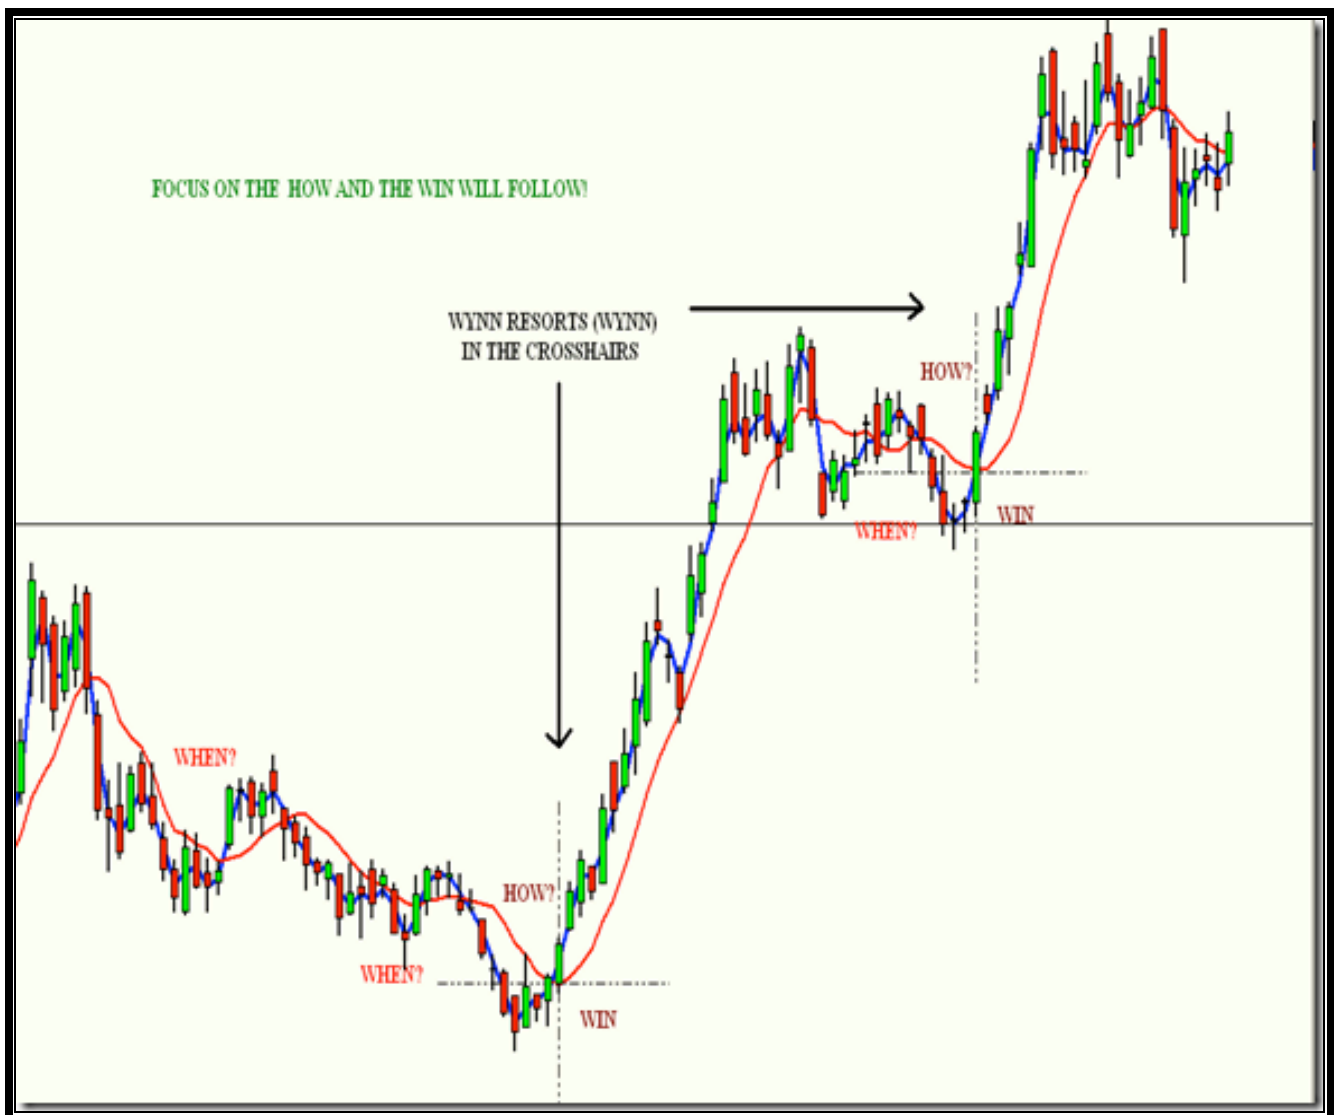 FOCUS ON THE HOW AND THE WIN WILL FOLLOW!
WYNN RESORTS (WYNN)
IN THE CROSSHAIRS
HOW?
WIN
WHEN?
WHEN?
HOW?
WHEN?
WIN